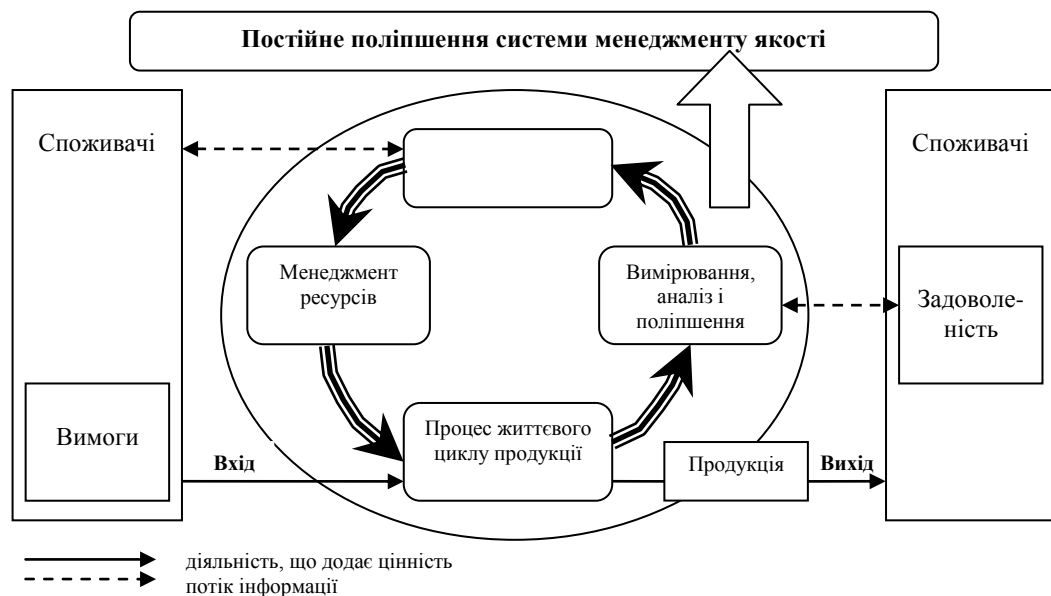 Постійне поліпшення системи менеджменту якості
Споживачі
Споживачі
Менеджмент
ресурсів
Вимірювання,
аналіз і
поліпшення
Задоволе-
ність
Вимоги
Процес життєвого
циклу продукції
Вхід
Продукція
Вихід
діяльність, що додає цінність
потік інформації